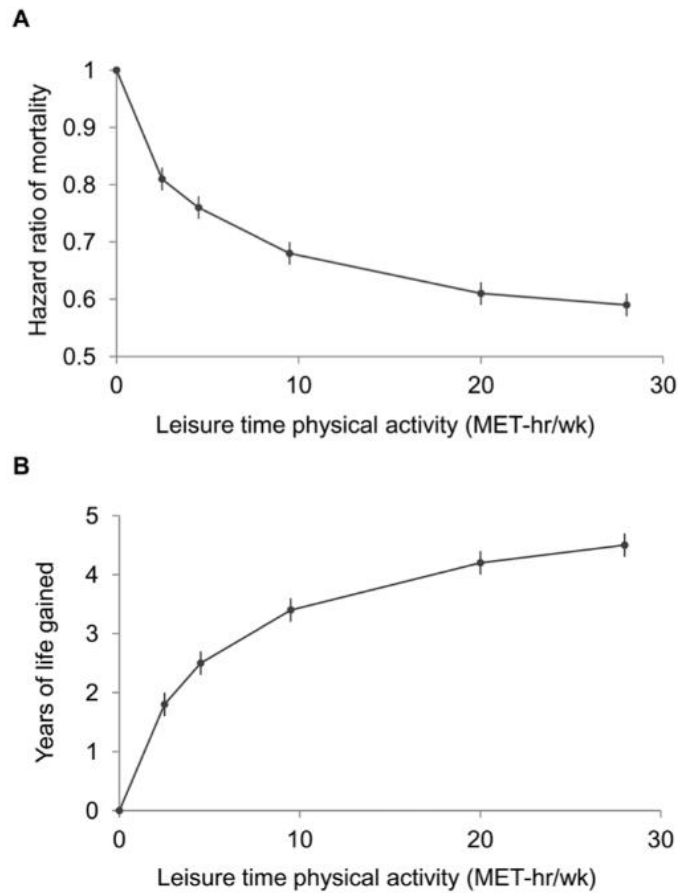 A
Hazard ratio of mortality
1
0.9
0.8
0.7
0.6
0.5
0 10 20 30
Leisure time physical activity (MET-hr/wk)
B
Years of life gained
5
4
3
2
1
0
0 10 20 30
Leisure time physical activity (MET-hr/wk)